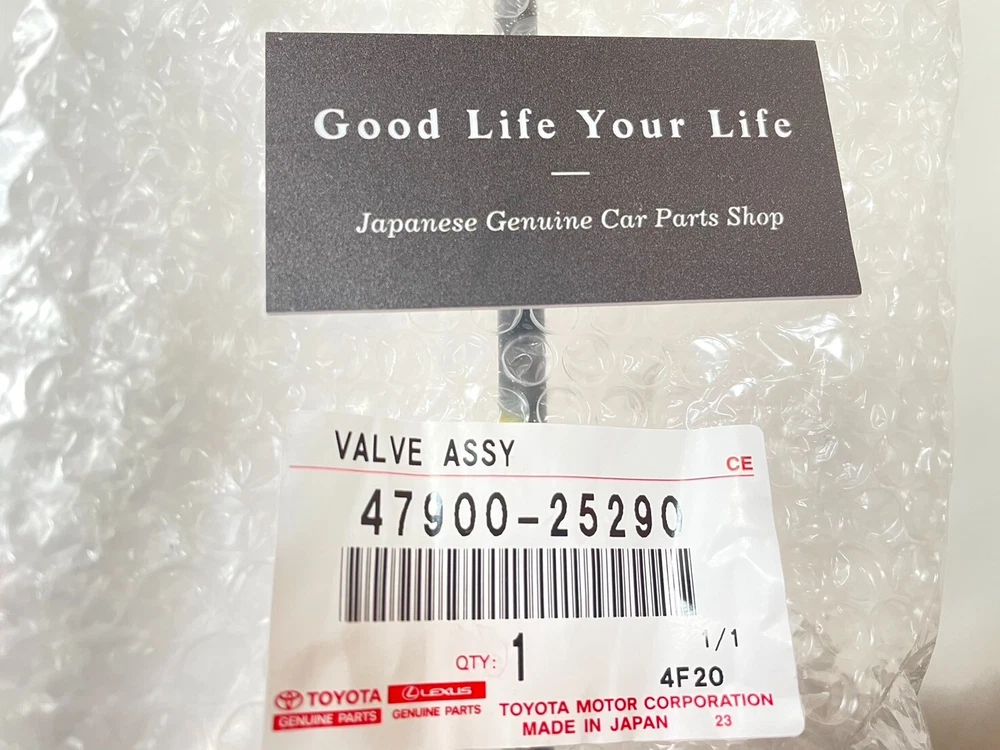 Good Life Your Life
Japanese Genuine Car Parts Shop
VALVE ASSY
CE
47900-25290
QTY: 1
1/1
4F20
TOYOTA
GENUINE PARTS
LEXUS
GENUINE PARTS
TOYOTA MOTOR CORPORATION
MADE IN JAPAN 23